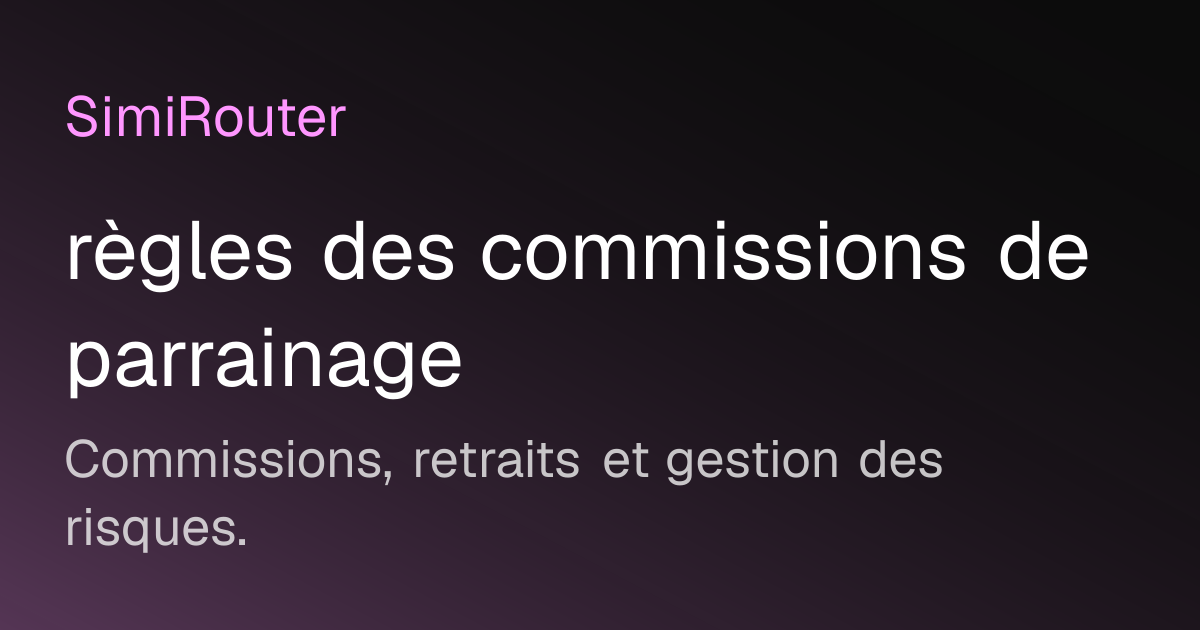 SimiRouter
règles des commissions de
parrainage
Commissions, retraits et gestion des
risques.